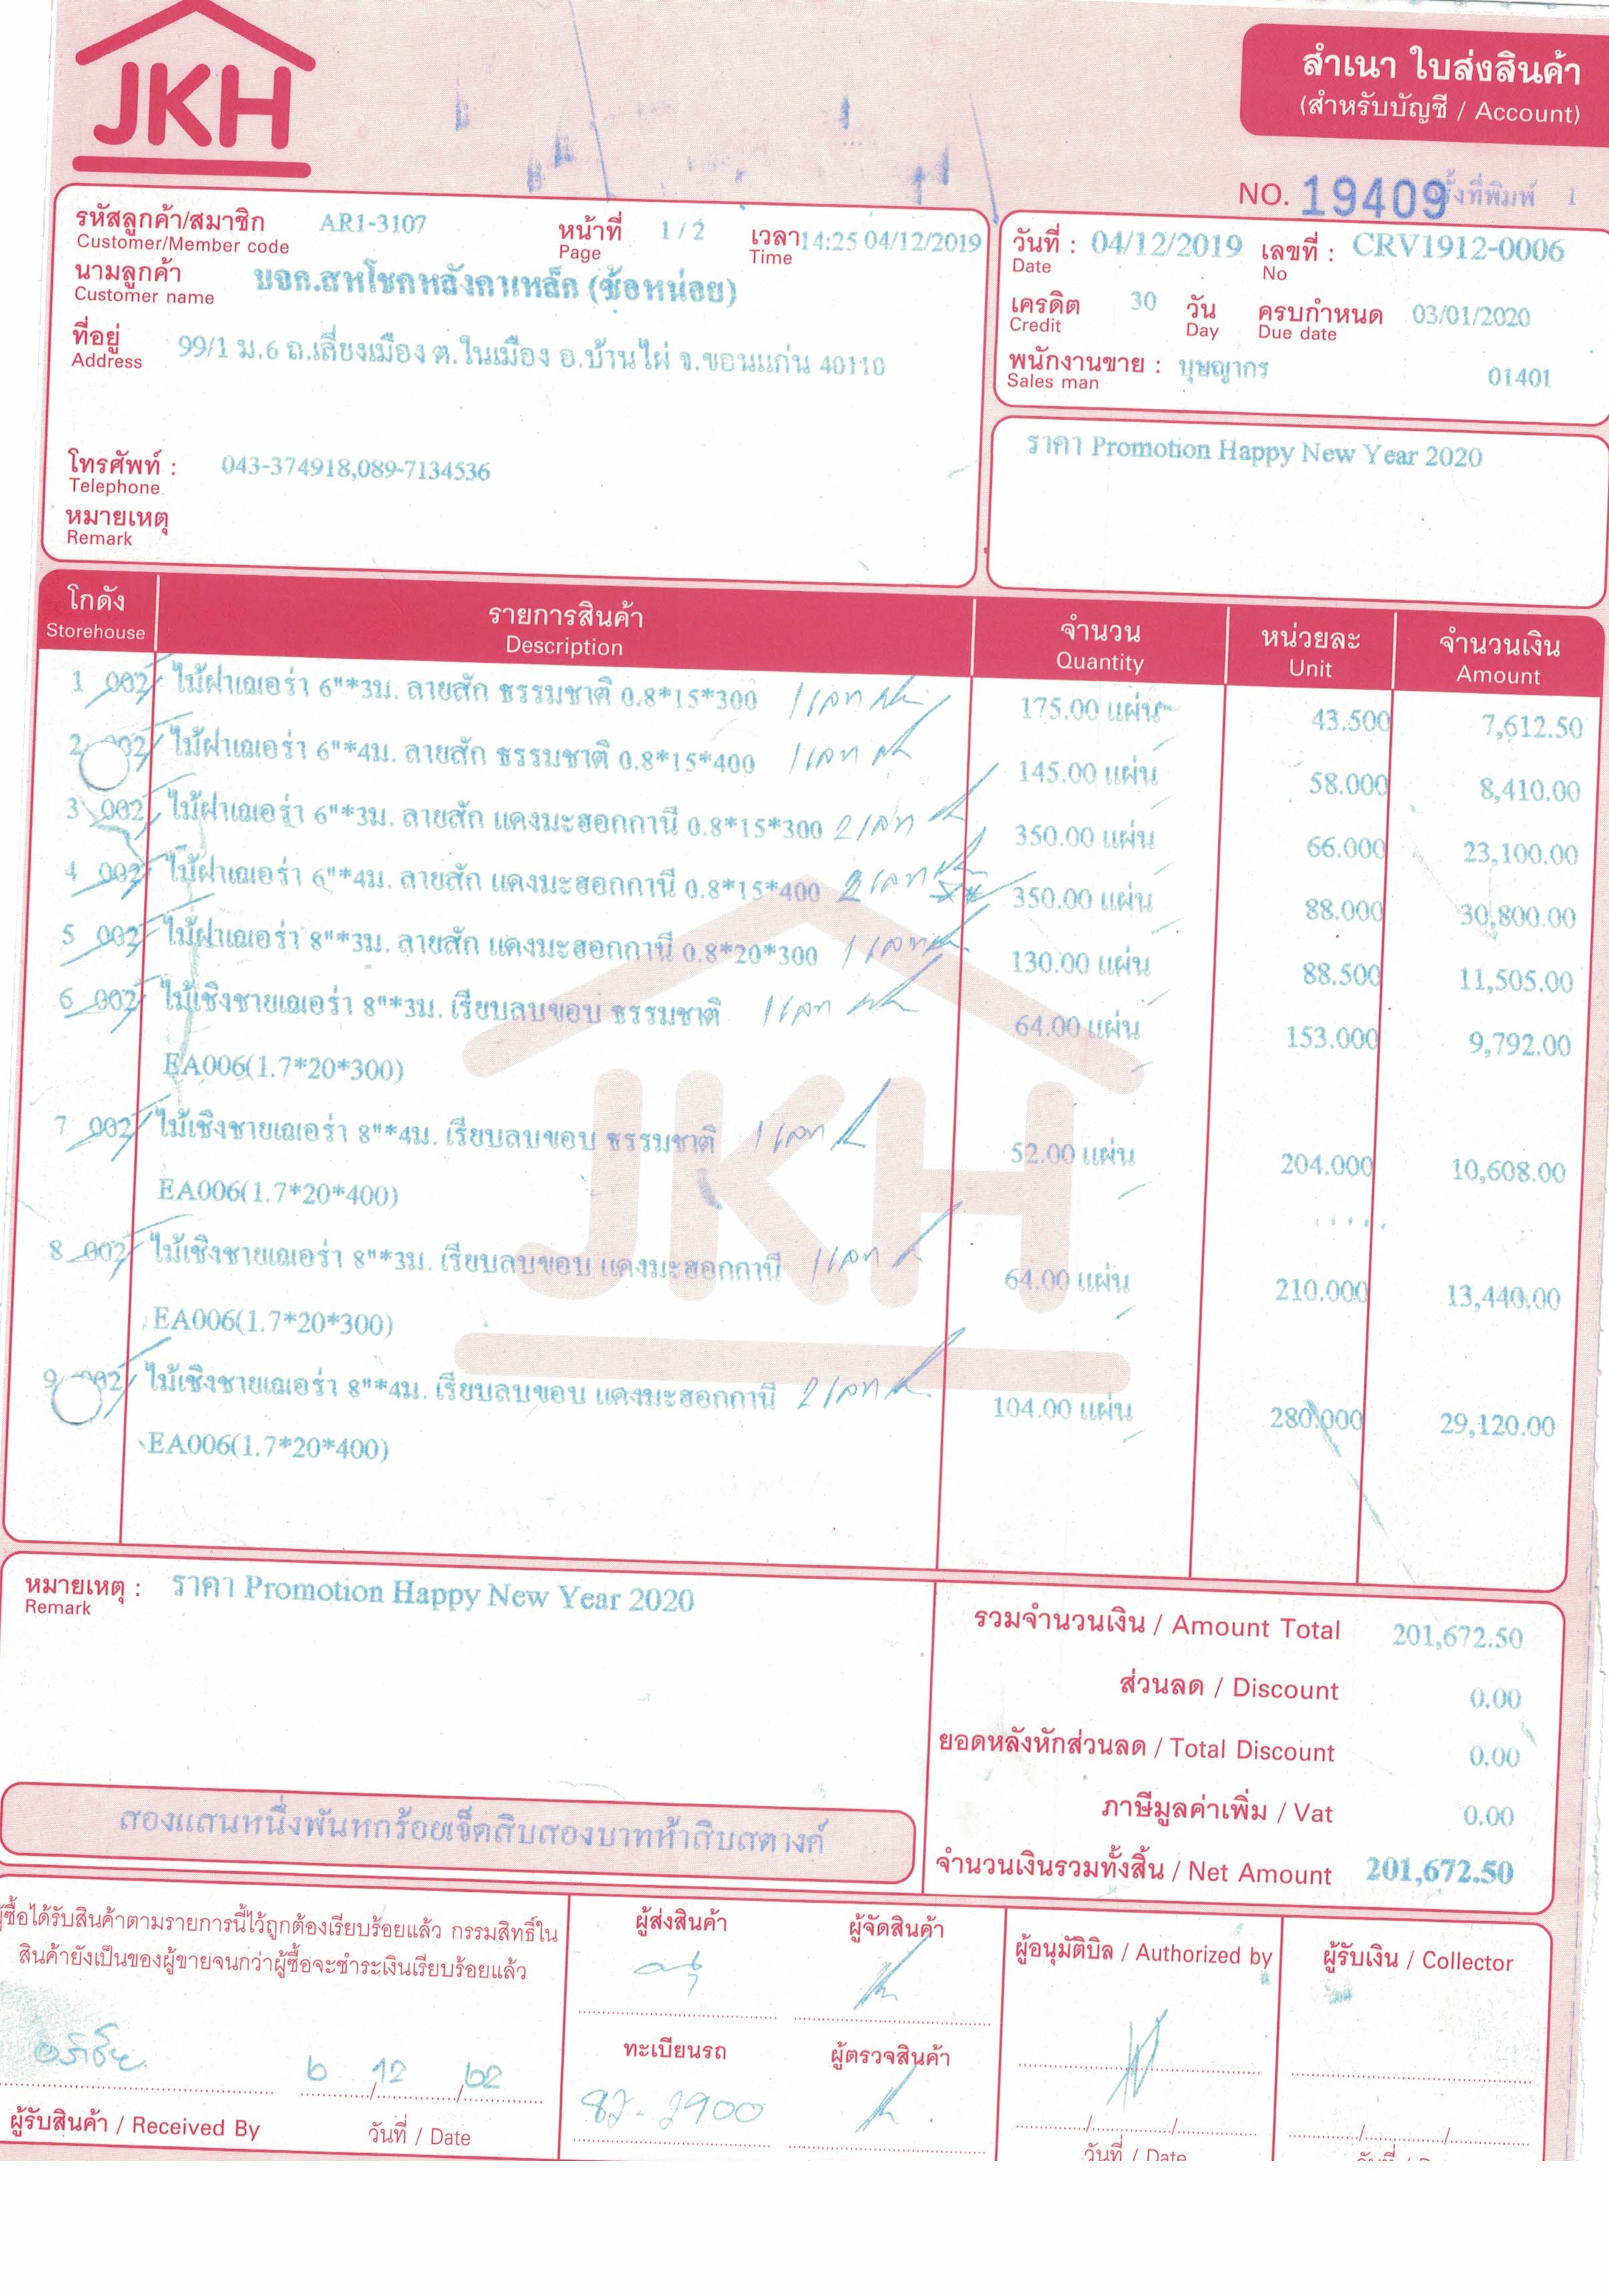 JKH
สำเนา ใบส่งสินค้า
(สำหรับบัญชี / Account)
NO. 19409 ครั้งที่พิมพ์ 1
รหัสลูกค้า/สมาชิก AR1-3107 หน้าที่ 1 / 2 เวลา 14:25 04/12/2019
Customer/Member code Page Time
นามลูกค้า บจก.สหโชคหลังคาเหล็ก (ช้อหน่อย)
Customer name
ที่อยู่ 99/1 ม.6 ถ.เลี่ยงเมือง ต.ในเมือง อ.บ้านไผ่ จ.ขอนแก่น 40110
Address
โทรศัพท์ : 043-374918,089-7134536
Telephone
หมายเหตุ
Remark
วันที่ : 04/12/2019 เลขที่ : CRV1912-0006
Date No
เครดิต 30 วัน ครบกำหนด 03/01/2020
Credit Day Due date
พนักงานขาย : บุษญากร 01401
Sales man
ราคา Promotion Happy New Year 2020
โกดัง รายการสินค้า จำนวน หน่วยละ จำนวนเงิน
Storehouse Description Quantity Unit Amount
1 002 ไม้ฝาเฌอร่า 6"*3ม. ลายสัก ธรรมชาติ 0.8*15*300 175.00 แผ่น 43.500 7,612.50
2 002 ไม้ฝาเฌอร่า 6"*4ม. ลายสัก ธรรมชาติ 0.8*15*400 145.00 แผ่น 58.000 8,410.00
3 002 ไม้ฝาเฌอร่า 6"*3ม. ลายสัก แดงมะฮอกกานี 0.8*15*300 350.00 แผ่น 66.000 23,100.00
4 002 ไม้ฝาเฌอร่า 6"*4ม. ลายสัก แดงมะฮอกกานี 0.8*15*400 350.00 แผ่น 88.000 30,800.00
5 002 ไม้ฝาเฌอร่า 8"*3ม. ลายสัก แดงมะฮอกกานี 0.8*20*300 130.00 แผ่น 88.500 11,505.00
6 002 ไม้เชิงชายเฌอร่า 8"*3ม. เรียบลบขอบ ธรรมชาติ 64.00 แผ่น 153.000 9,792.00
EA006(1.7*20*300)
7 002 ไม้เชิงชายเฌอร่า 8"*4ม. เรียบลบขอบ ธรรมชาติ 52.00 แผ่น 204.000 10,608.00
EA006(1.7*20*400)
8 002 ไม้เชิงชายเฌอร่า 8"*3ม. เรียบลบขอบ แดงมะฮอกกานี 64.00 แผ่น 210.000 13,440.00
EA006(1.7*20*300)
9 002 ไม้เชิงชายเฌอร่า 8"*4ม. เรียบลบขอบ แดงมะฮอกกานี 104.00 แผ่น 280.000 29,120.00
EA006(1.7*20*400)
JKH
หมายเหตุ : ราคา Promotion Happy New Year 2020
Remark
รวมจำนวนเงิน / Amount Total 201,672.50
ส่วนลด / Discount 0.00
ยอดหลังหักส่วนลด / Total Discount 0.00
ภาษีมูลค่าเพิ่ม / Vat 0.00
สองแสนหนึ่งพันหกร้อยเจ็ดสิบสองบาทห้าสิบสตางค์
จำนวนเงินรวมทั้งสิ้น / Net Amount 201,672.50
ผู้ซื้อได้รับสินค้าตามรายการนี้ไว้ถูกต้องเรียบร้อยแล้ว กรรมสิทธิ์ใน
สินค้ายังเป็นของผู้ขายจนกว่าผู้ซื้อจะชำระเงินเรียบร้อยแล้ว
ผู้ส่งสินค้า ผู้จัดสินค้า ผู้อนุมัติบิล / Authorized by ผู้รับเงิน / Collector
ทะเบียนรถ ผู้ตรวจสินค้า
๖ / 12 / ๖๒
ผู้รับสินค้า / Received By วันที่ / Date
วันที่ / Date